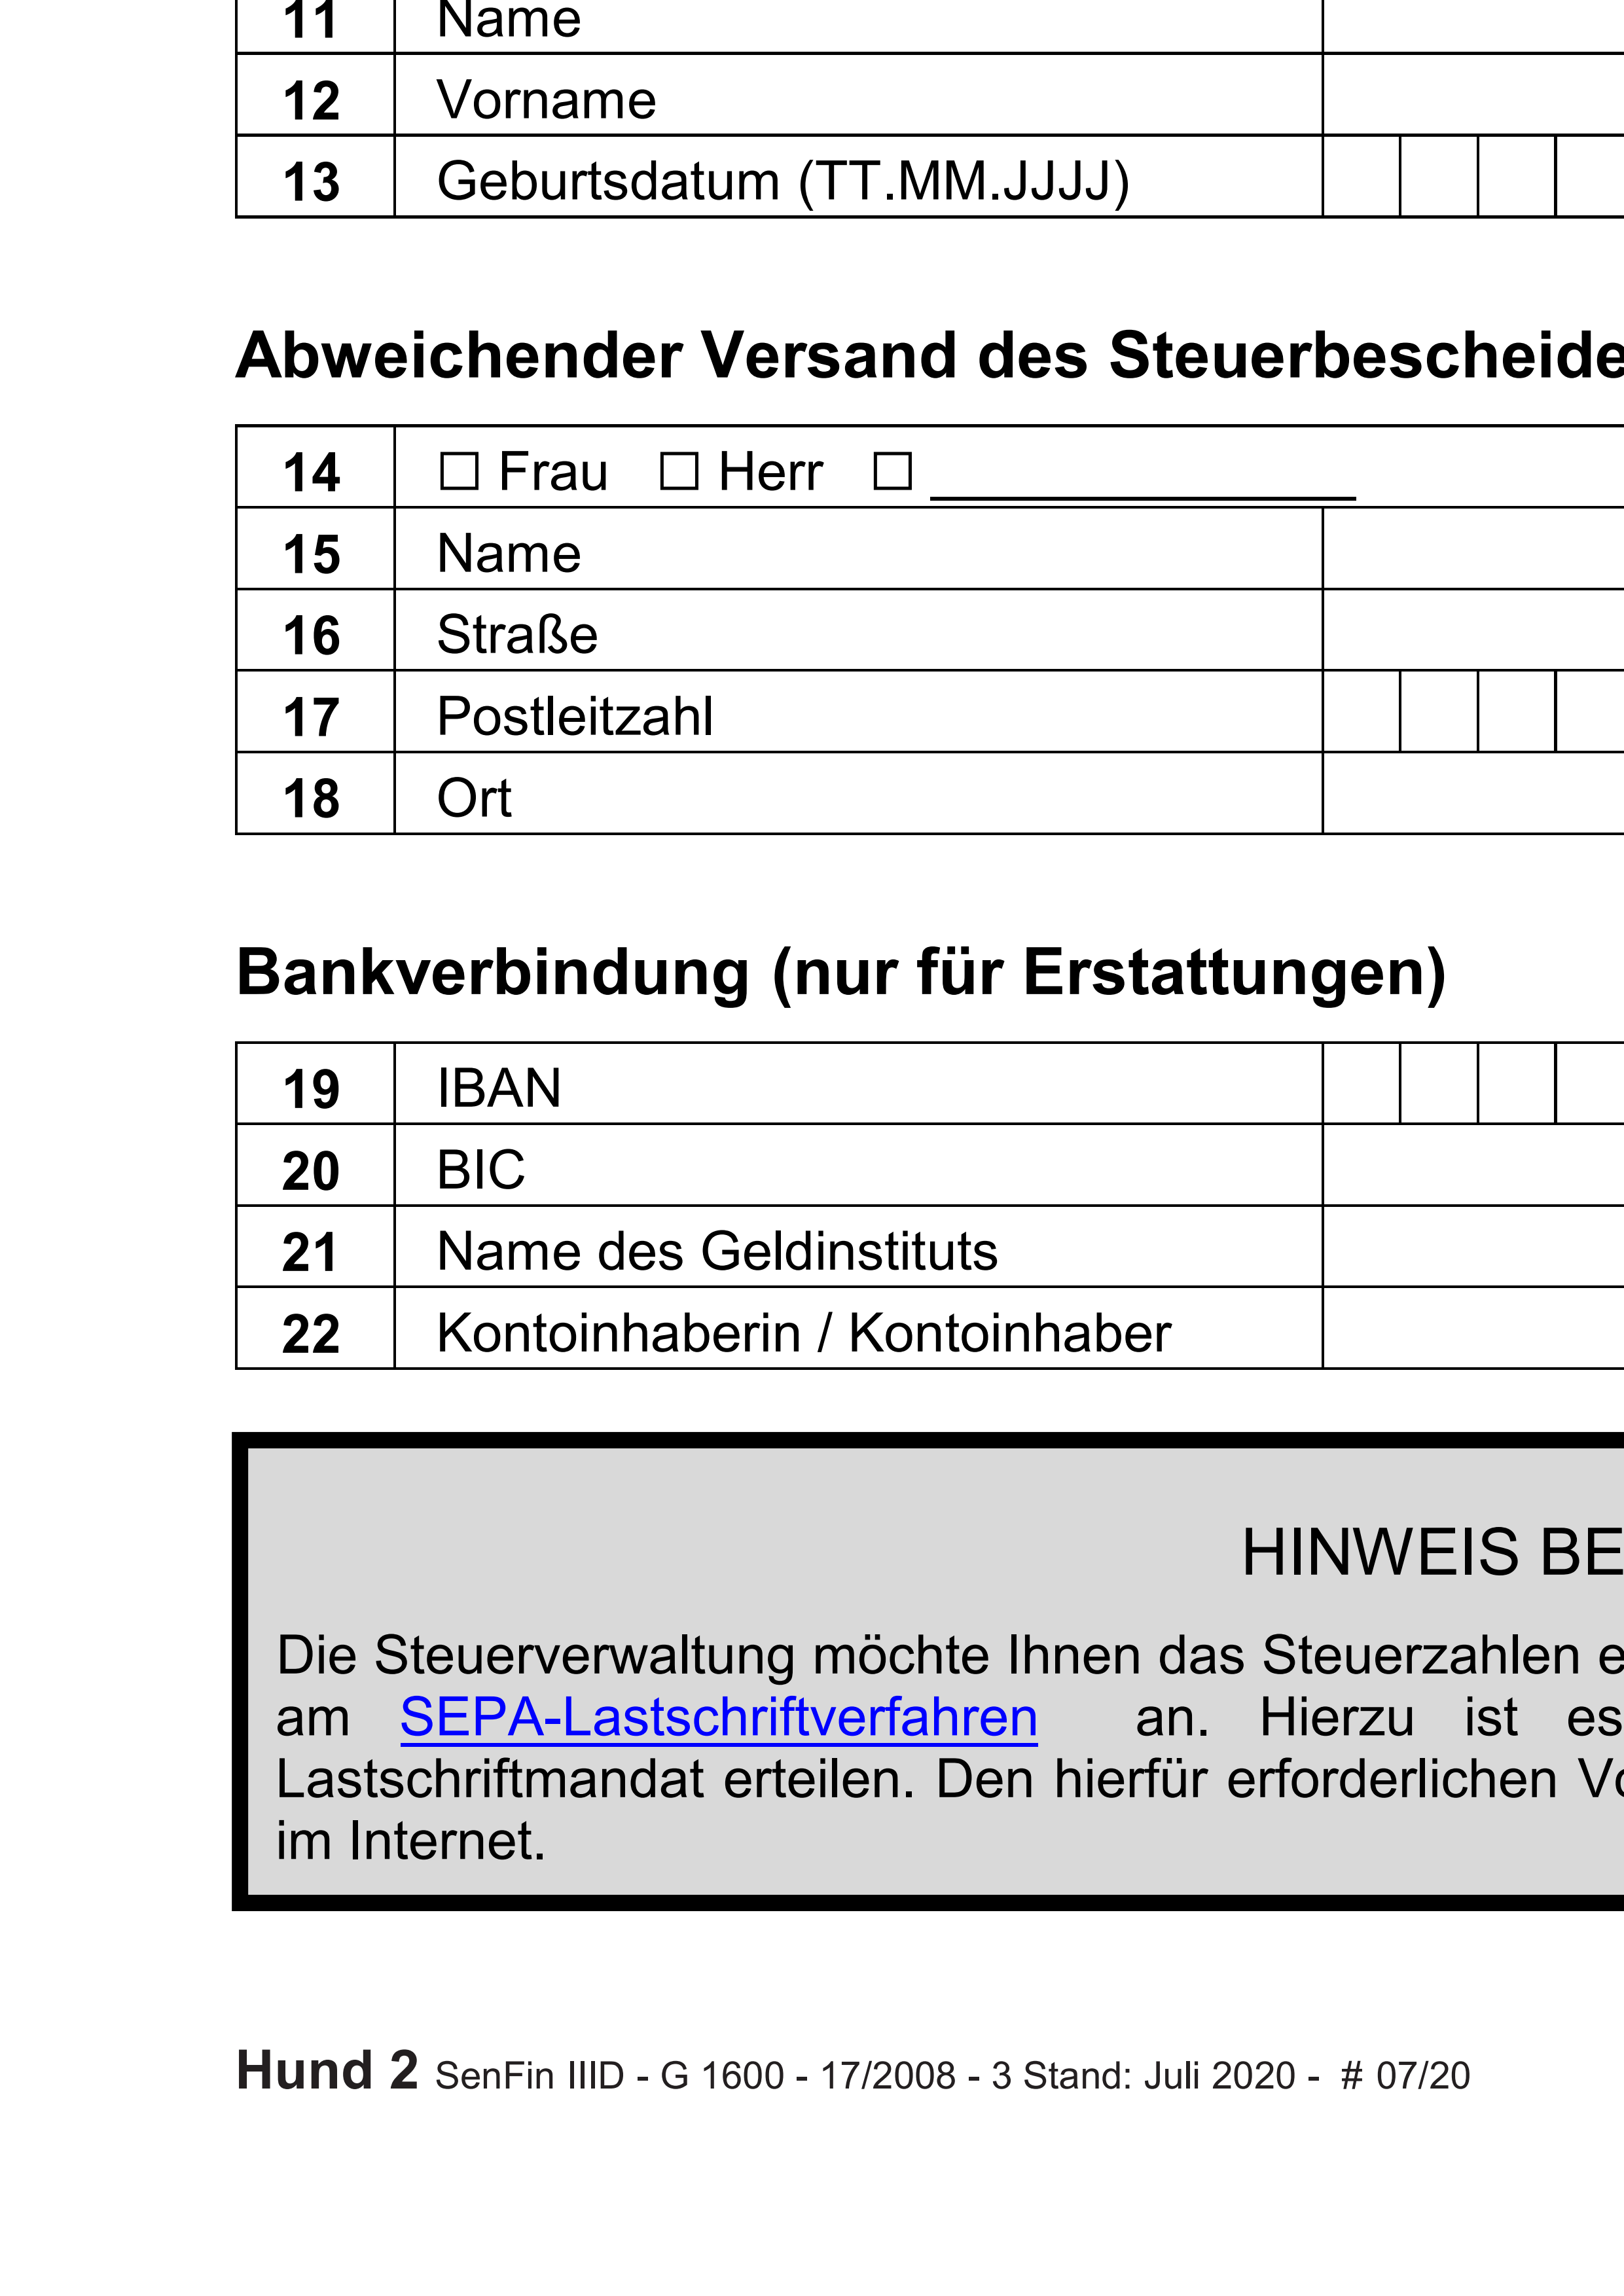 11 Name
12 Vorname
13 Geburtsdatum (TT.MM.JJJJ)
Abweichender Versand des
14 ☐ Frau ☐ Herr ☐ ____________
15 Name
16 Straße
17 Postleitzahl
18 Ort
Bankverbindung (nur für Erstattungen)
19 IBAN
20 BIC
21 Name des Geldinstituts
22 Kontoinhaberin / Kontoinhaber
HINWEIS
Die Steuerverwaltung möchte Ihnen das Steuerzahlen
am SEPA-Lastschriftverfahren an. Hierzu ist es
Lastschriftmandat erteilen. Den hierfür erforderlichen
im Internet.
Hund 2 SenFin IIID - G 1600 - 17/2008 - 3 Stand: Juli 2020 - # 07/20